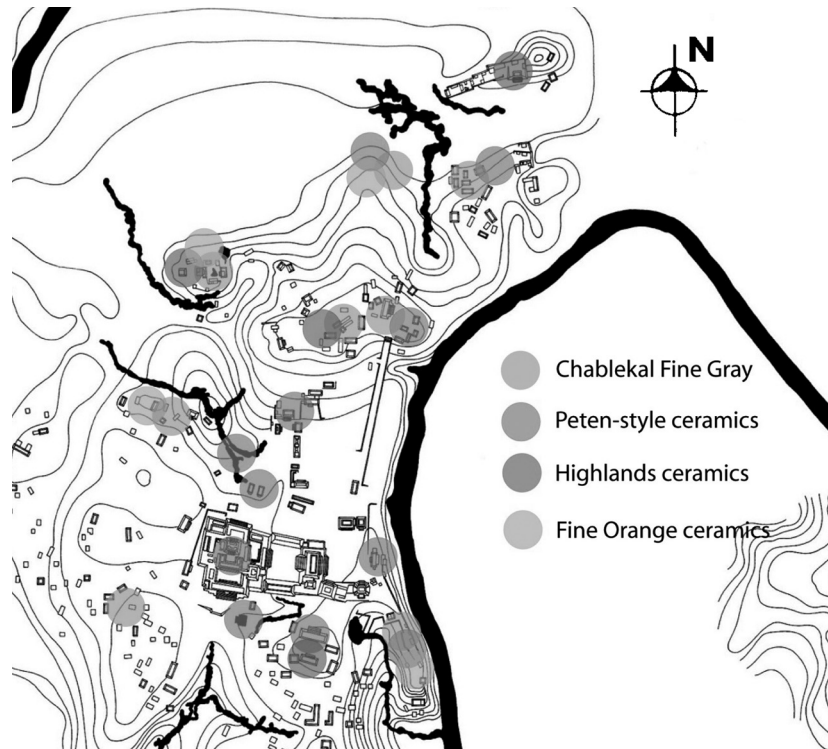 N
Chablekal Fine Gray
Peten-style ceramics
Highlands ceramics
Fine Orange ceramics